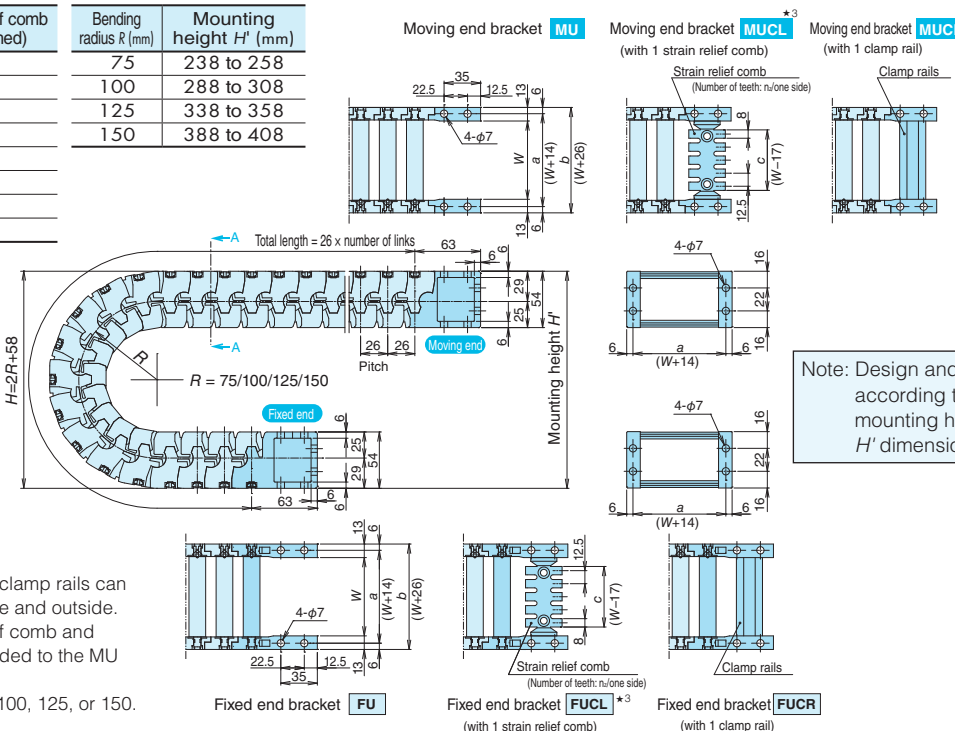 f comb
ned)
Bending radius R (mm)
Mounting height H' (mm)
75 238 to 258
100 288 to 308
125 338 to 358
150 388 to 408
Moving end bracket MU
35
22.5
12.5
13
6
4-φ7
W
a
(W+14)
b
(W+26)
13
6
Moving end bracket MUCL ★3
(with 1 strain relief comb)
Strain relief comb
(Number of teeth: n₂/one side)
8
c
(W−17)
12.5
Moving end bracket
(with 1 clamp rail)
Clamp rails
A
Total length = 26 x number of links
63
6
6
29
25
54
6
Moving end
26
26
Pitch
A
H=2R+58
R
R = 75/100/125/150
Mounting height H'
Fixed end
6
25
29
54
6
6
63
4-φ7
16
22
16
6
a
(W+14)
6
4-φ7
16
22
16
6
a
(W+14)
6
Note: Design and
according t
mounting h
H' dimensio
clamp rails can
e and outside.
f comb and
ded to the MU
100, 125, or 150.
13
6
W
a
(W+14)
b
(W+26)
4-φ7
22.5
12.5
35
13
6
Fixed end bracket FU
12.5
c
(W−17)
8
Strain relief comb
(Number of teeth: n₂/one side)
Fixed end bracket FUCL ★3
(with 1 strain relief comb)
Clamp rails
Fixed end bracket FUCR
(with 1 clamp rail)